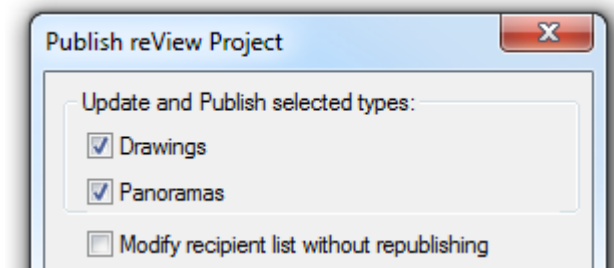 Publish reView Project
Update and Publish selected types:
Drawings
Panoramas
Modify recipient list without republishing